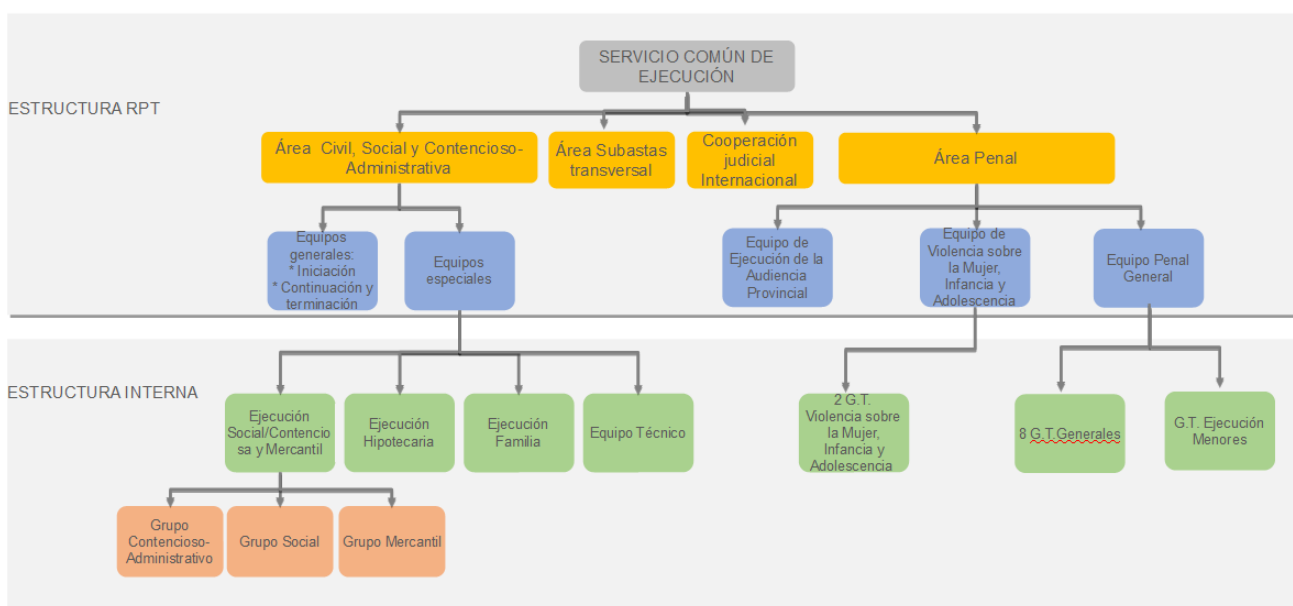 SERVICIO COMÚN DE
EJECUCIÓN
ESTRUCTURA RPT
Área Civil, Social y Contencioso-
Administrativa
Área Subastas
transversal
Cooperación
judicial
Internacional
Área Penal
Equipos
generales:
* Iniciación
* Continuación y
terminación
Equipos
especiales
Equipo de
Ejecución de la
Audiencia
Provincial
Equipo de
Violencia sobre
la Mujer,
Infancia y
Adolescencia
Equipo Penal
General
ESTRUCTURA INTERNA
Ejecución
Social/Contencio
sa y Mercantil
Ejecución
Hipotecaria
Ejecución
Familia
Equipo Técnico
2 G.T.
Violencia sobre
la Mujer,
Infancia y
Adolescencia
8 G.T.Generales
G.T. Ejecución
Menores
Grupo
Contencioso-
Administrativo
Grupo Social
Grupo Mercantil